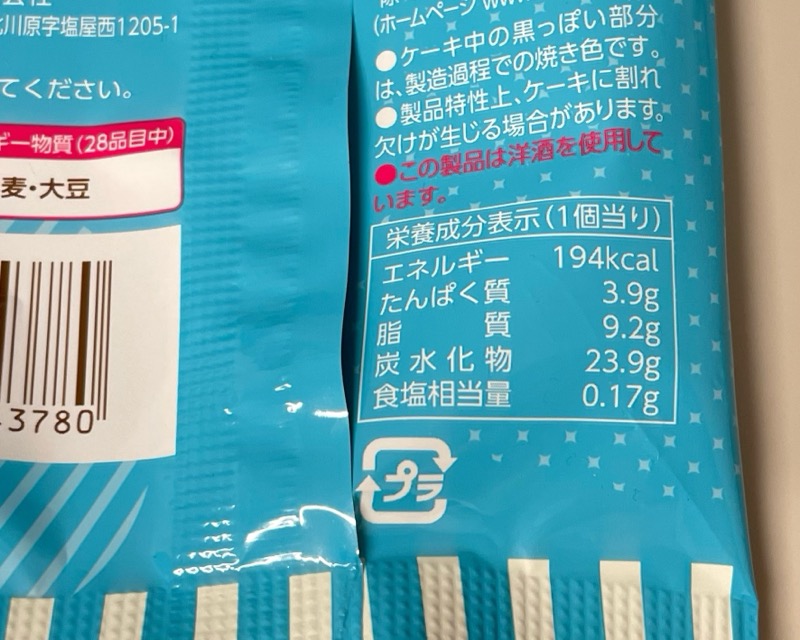 川原字塩屋西1205-1
てください。
ギー物質(28品目中)
麦・大豆
3780
(ホームページ www.
●ケーキ中の黒っぽい部分
は、製造過程での焼き色です。
●製品特性上、ケーキに割れ
欠けが生じる場合があります。
●この製品は洋酒を使用して
います。
栄養成分表示(1個当り)
エネルギー 194kcal
たんぱく質 3.9g
脂質 9.2g
炭水化物 23.9g
食塩相当量 0.17g
プラ